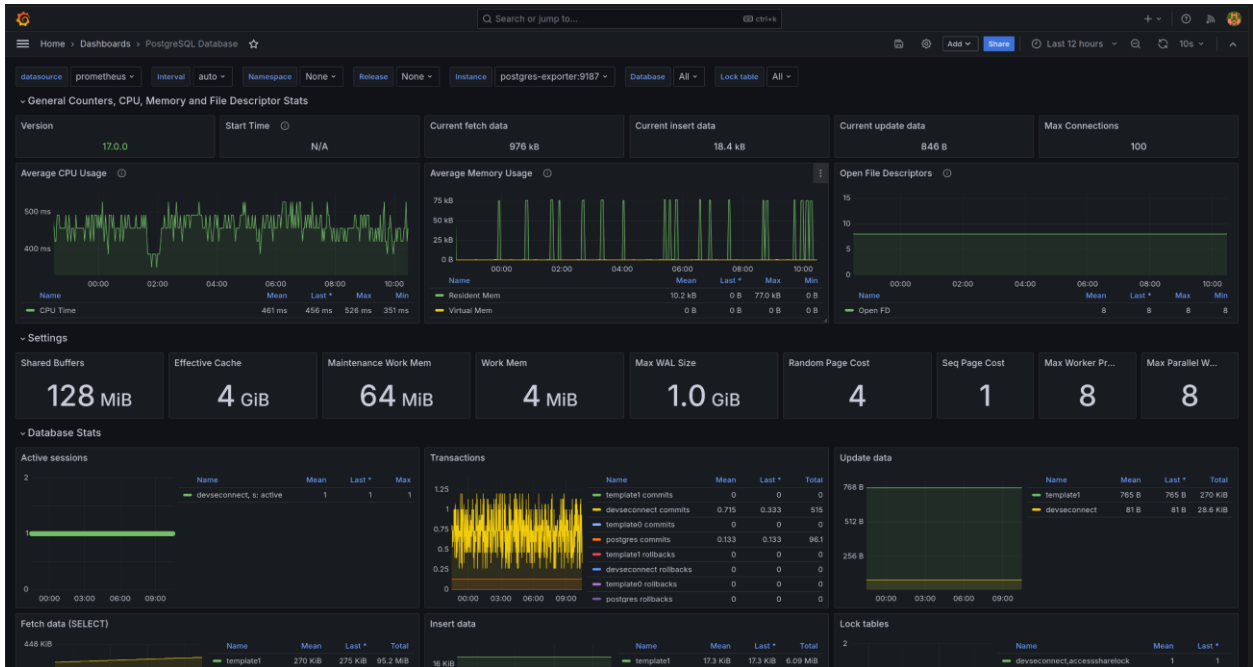 Search or jump to...
ctrl+k
Home › Dashboards › PostgreSQL Database
Add
Share
Last 12 hours
10s
datasource prometheus Interval auto Namespace None Release None Instance postgres-exporter:9187 Database All Lock table All
General Counters, CPU, Memory and File Descriptor Stats
Version
17.0.0
Start Time
N/A
Current fetch data
976 kB
Current insert data
18.4 kB
Current update data
846 B
Max Connections
100
Average CPU Usage
500 ms
400 ms
00:00 02:00 04:00 06:00 08:00 10:00
Name Mean Last * Max Min
CPU Time 461 ms 456 ms 526 ms 351 ms
Average Memory Usage
75 kB
50 kB
25 kB
0 B
00:00 02:00 04:00 06:00 08:00 10:00
Name Mean Last * Max Min
Resident Mem 10.2 kB 0 B 77.0 kB 0 B
Virtual Mem 0 B 0 B 0 B 0 B
Open File Descriptors
15
10
5
0
00:00 02:00 04:00 06:00 08:00 10:00
Name Mean Last * Max Min
Open FD 8 8 8 8
Settings
Shared Buffers
128 MiB
Effective Cache
4 GiB
Maintenance Work Mem
64 MiB
Work Mem
4 MiB
Max WAL Size
1.0 GiB
Random Page Cost
4
Seq Page Cost
1
Max Worker Pr...
8
Max Parallel W...
8
Database Stats
Active sessions
2
1
0
00:00 03:00 06:00 09:00
Name Mean Last * Max
devseconnect, s: active 1 1 1
Transactions
1.25
1
0.75
0.5
0.25
0
00:00 03:00 06:00 09:00
Name Mean Last * Total
template1 commits 0 0 0
devseconnect commits 0.715 0.333 515
template0 commits 0 0 0
postgres commits 0.133 0.133 96.1
template1 rollbacks 0 0 0
devseconnect rollbacks 0 0 0
template0 rollbacks 0 0 0
postgres rollbacks 0 0 0
Update data
768 B
512 B
256 B
00:00 03:00 06:00 09:00
Name Mean Last * Total
template1 765 B 765 B 270 KiB
devseconnect 81 B 81 B 28.6 KiB
Fetch data (SELECT)
448 KiB
Name Mean Last * Total
template1 270 KiB 275 KiB 95.2 MiB
Insert data
16 KiB
Name Mean Last * Total
template1 17.3 KiB 17.3 KiB 6.09 MiB
Lock tables
2
Name Mean Last *
devseconnect,accesssharelock 1 1